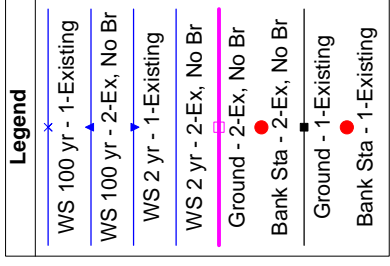 Legend
WS 100 yr - 1-Existing
WS 100 yr - 2-Ex, No Br
WS 2 yr - 1-Existing
WS 2 yr - 2-Ex, No Br
Ground - 2-Ex, No Br
Bank Sta - 2-Ex, No Br
Ground - 1-Existing
Bank Sta - 1-Existing